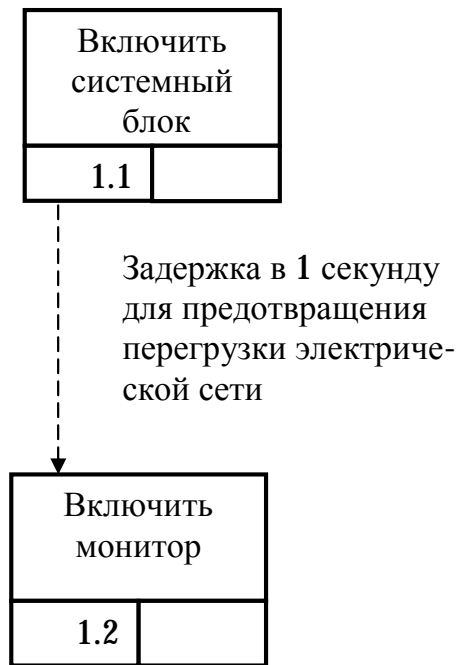 Включить
системный
блок
1.1
Задержка в 1 секунду
для предотвращения
перегрузки электриче-
ской сети
Включить
монитор
1.2